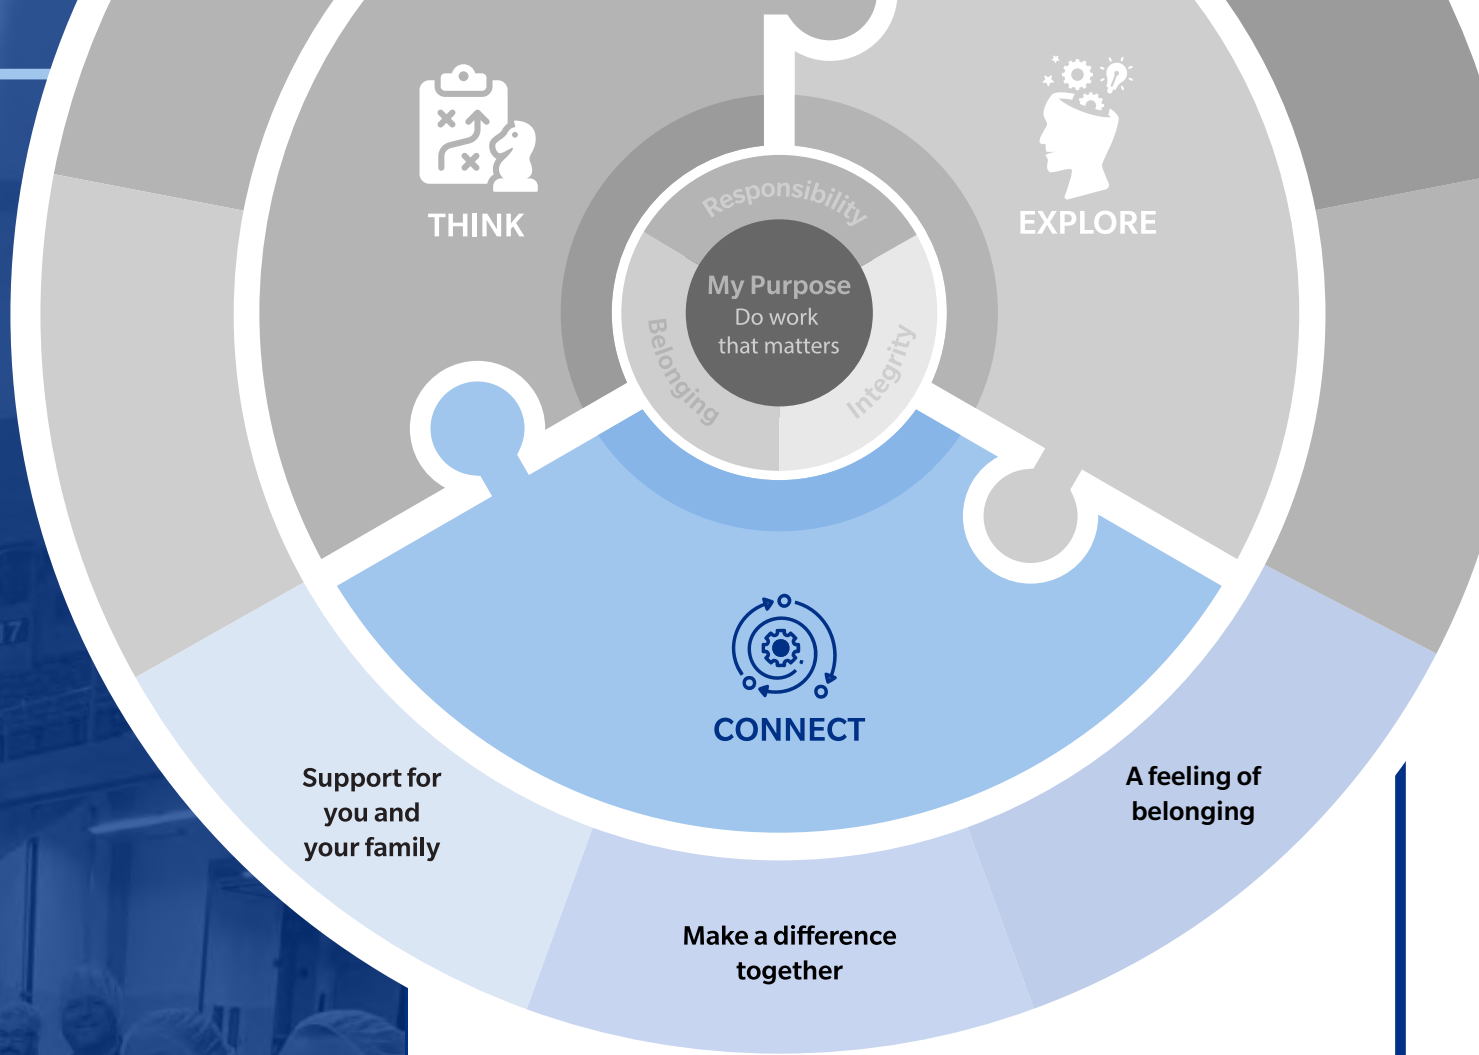 THINK
EXPLORE
Responsibility
My Purpose
Do work
that matters
Belonging
Integrity
CONNECT
Support for
you and
your family
A feeling of
belonging
Make a difference
together